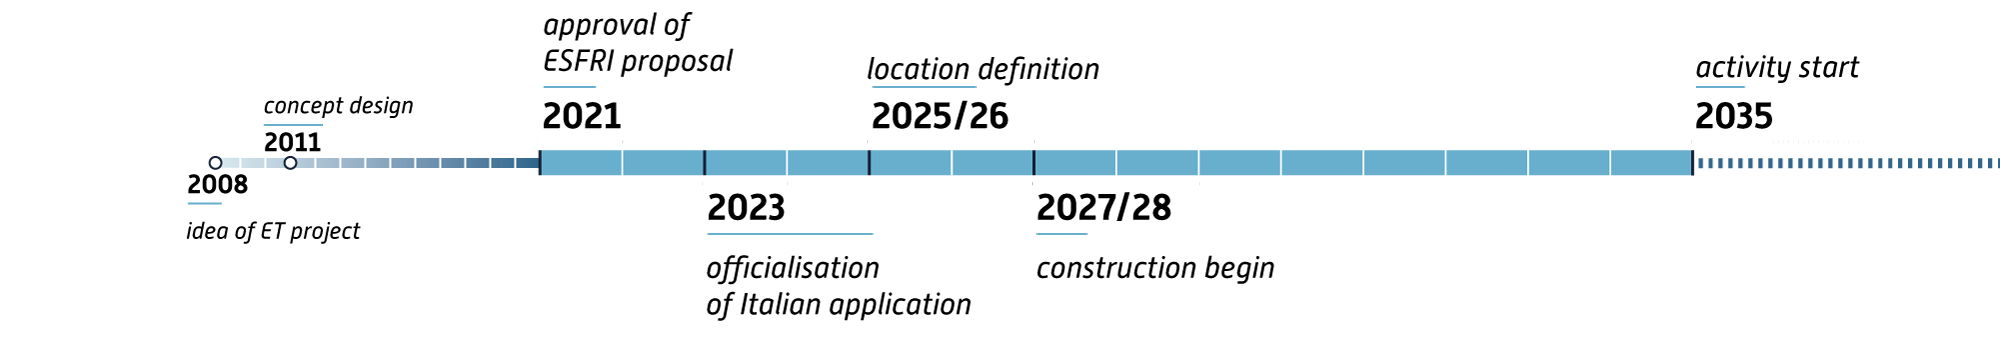 2008
idea of ET project
concept design
2011
approval of
ESFRI proposal
2021
2023
officialisation
of Italian application
location definition
2025/26
2027/28
construction begin
activity start
2035